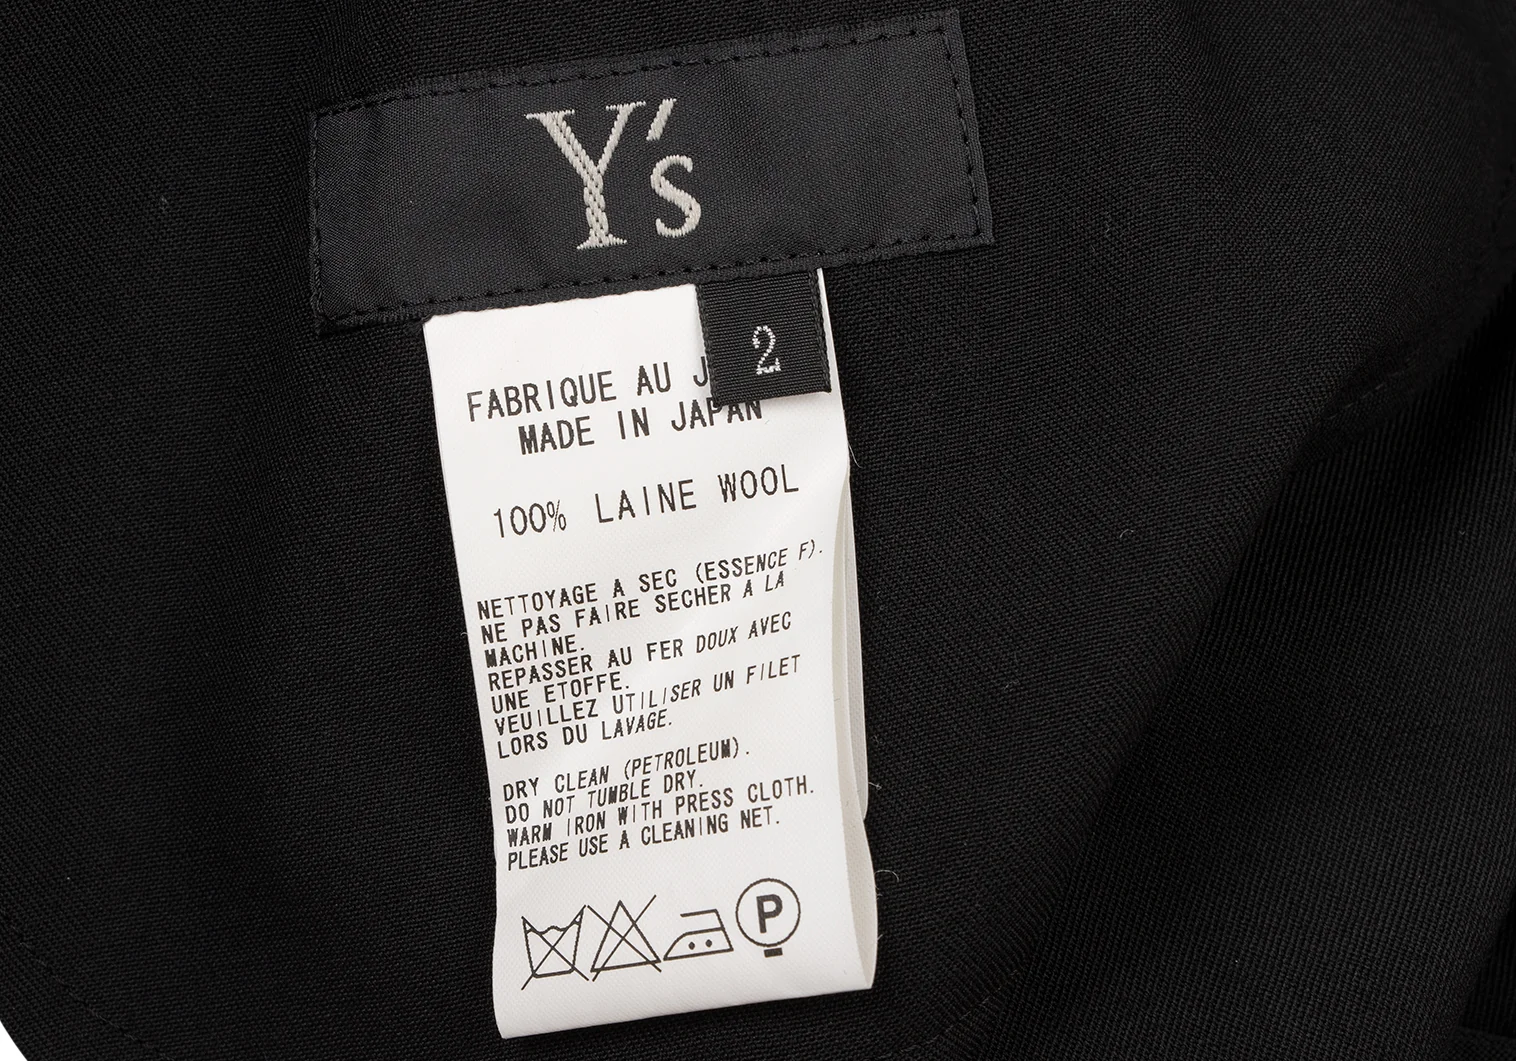 Y's
2
FABRIQUE AU
MADE IN JAPAN
100% LAINE WOOL
NETTOYAGE A SEC (ESSENCE F).
NE PAS FAIRE SECHER A LA
MACHINE.
REPASSER AU FER DOUX AVEC
UNE ETOFFE.
VEUILLEZ UTILISER UN FILET
LORS DU LAVAGE.
DRY CLEAN (PETROLEUM).
DO NOT TUMBLE DRY.
WARM IRON WITH PRESS CLOTH.
PLEASE USE A CLEANING NET.
P